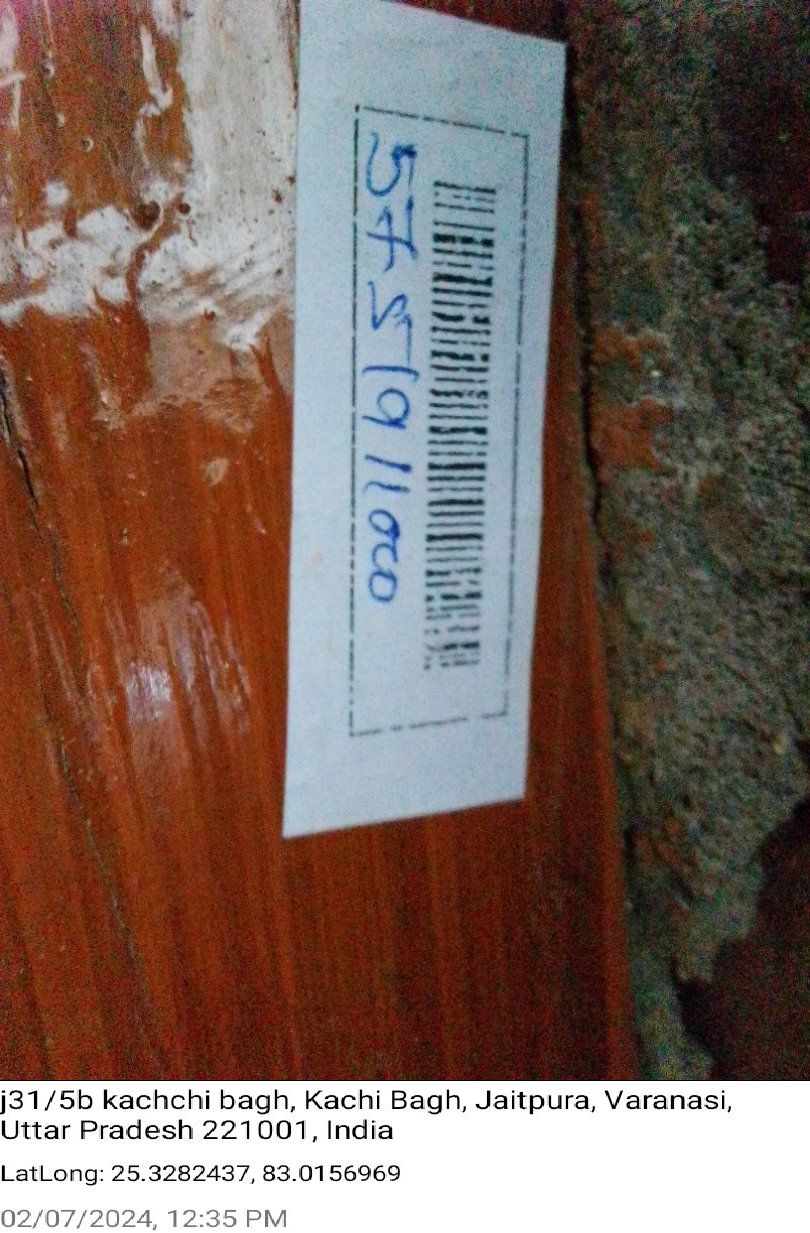 5751911000
j31/5b kachchi bagh, Kachi Bagh, Jaitpura, Varanasi,
Uttar Pradesh 221001, India
LatLong: 25.3282437, 83.0156969
02/07/2024, 12:35 PM